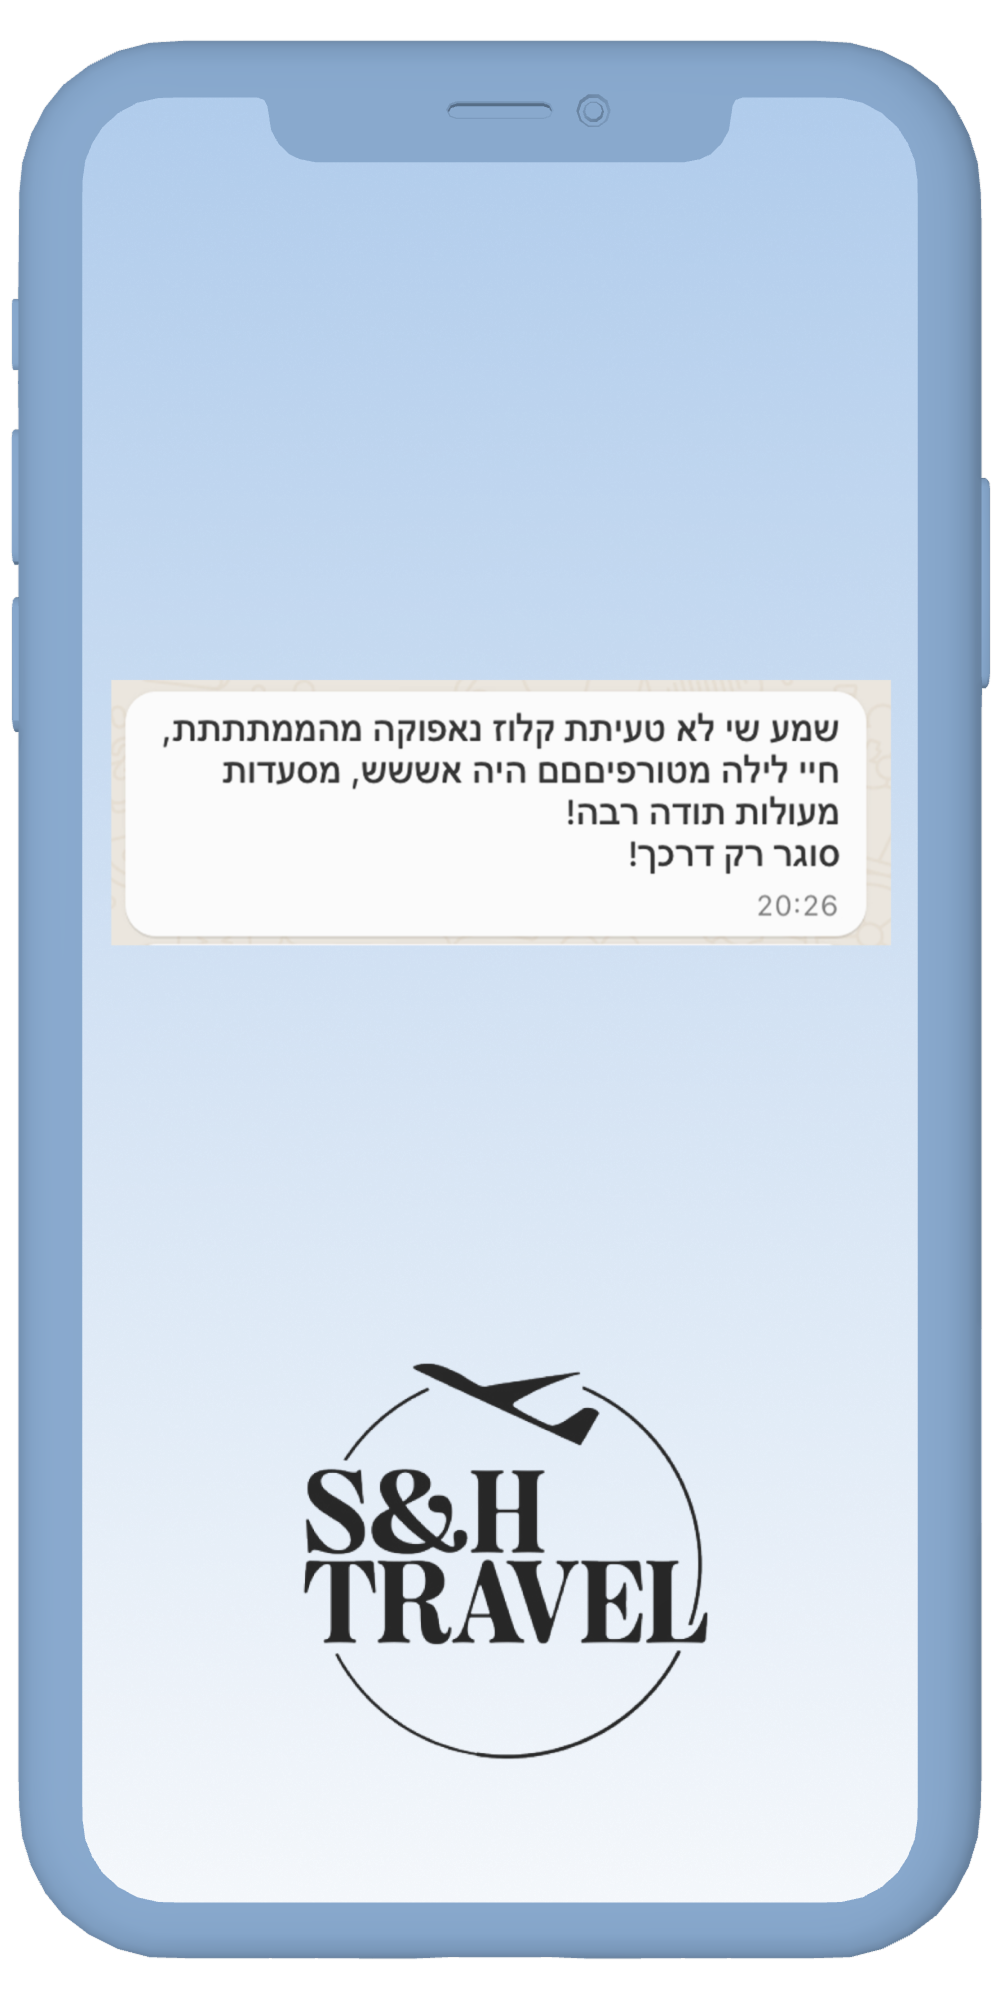 שמע שי לא טעיתת קלוז נאפוקה מהממתתתת,
חיי לילה מטורפיםםם היה אששש, מסעדות
מעולות תודה רבה!
סוגר רק דרכך!
20:26
S&H
TRAVEL